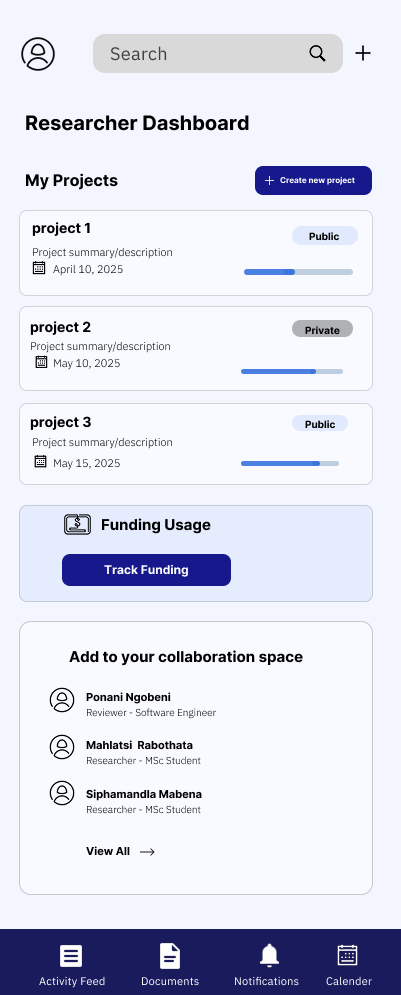 Search
Researcher Dashboard
My Projects
Create new project
project 1
Public
Project summary/description
April 10, 2025
project 2
Private
Project summary/description
May 10, 2025
project 3
Public
Project summary/description
May 15, 2025
Funding Usage
Track Funding
Add to your collaboration space
Ponani Ngobeni
Reviewer - Software Engineer
Mahlatsi Rabothata
Researcher - MSc Student
Siphamandla Mabena
Researcher - MSc Student
View All
Activity Feed
Documents
Notifications
Calender